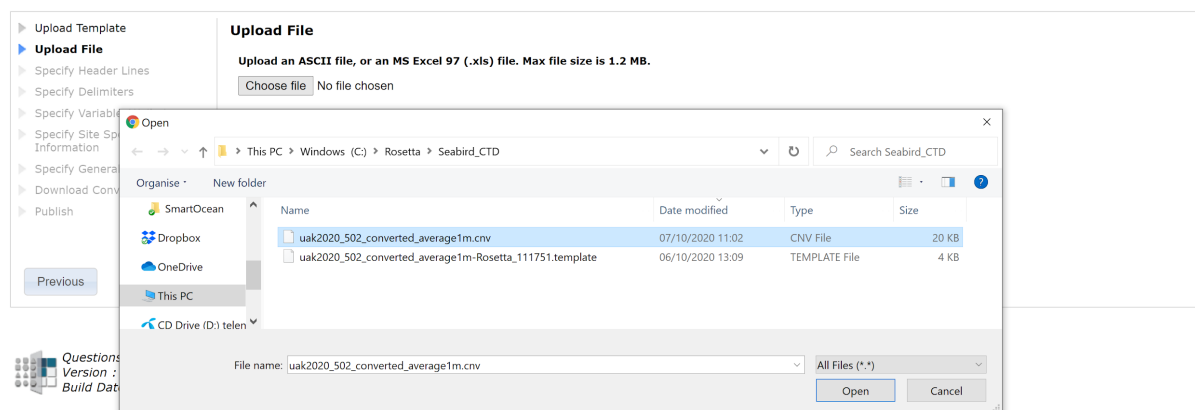 Upload Template
Upload File
Specify Header Lines
Specify Delimiters
Specify Variable
Specify Site Spe
Information
Specify General
Download Conv
Publish
Previous
Upload File
Upload an ASCII file, or an MS Excel 97 (.xls) file. Max file size is 1.2 MB.
Choose file No file chosen
Open
This PC > Windows (C:) > Rosetta > Seabird_CTD
Search Seabird_CTD
Organise New folder
SmartOcean
Dropbox
OneDrive
This PC
CD Drive (D:) telen
Name Date modified Type Size
uak2020_502_converted_average1m.cnv 07/10/2020 11:02 CNV File 20 KB
uak2020_502_converted_average1m-Rosetta_111751.template 06/10/2020 13:09 TEMPLATE File 4 KB
File name: uak2020_502_converted_average1m.cnv All Files (*.*)
Open Cancel
Questions
Version :
Build Dat